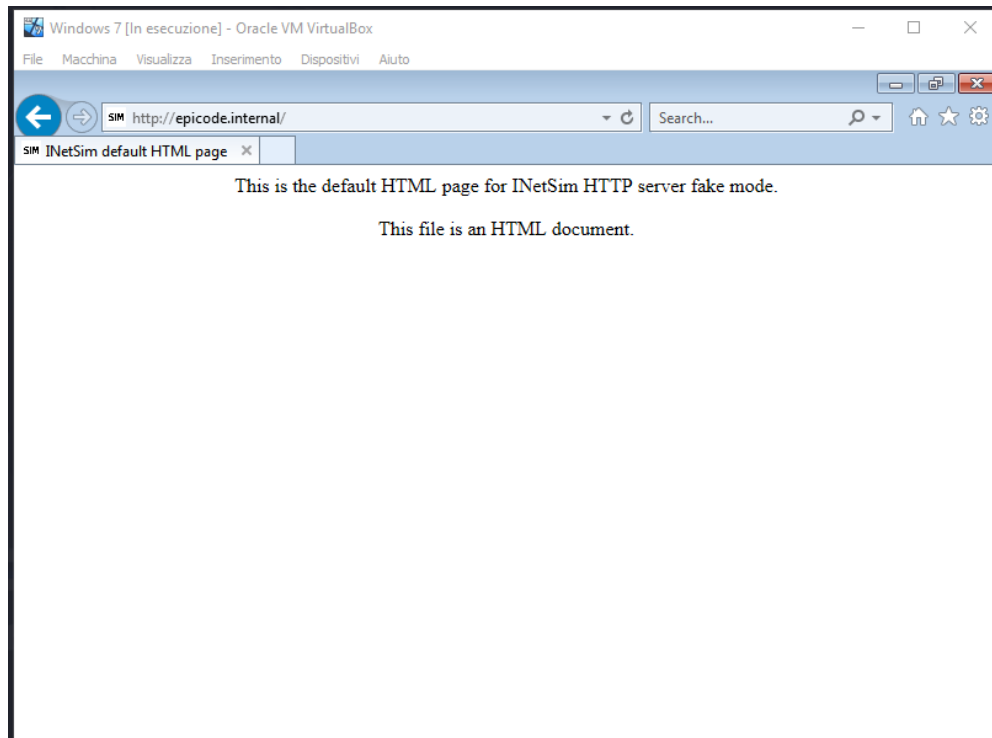 Windows 7 [In esecuzione] - Oracle VM VirtualBox
File Macchina Visualizza Inserimento Dispositivi Aiuto
SIM http://epicode.internal/ Search...
SIM INetSim default HTML page
This is the default HTML page for INetSim HTTP server fake mode.
This file is an HTML document.